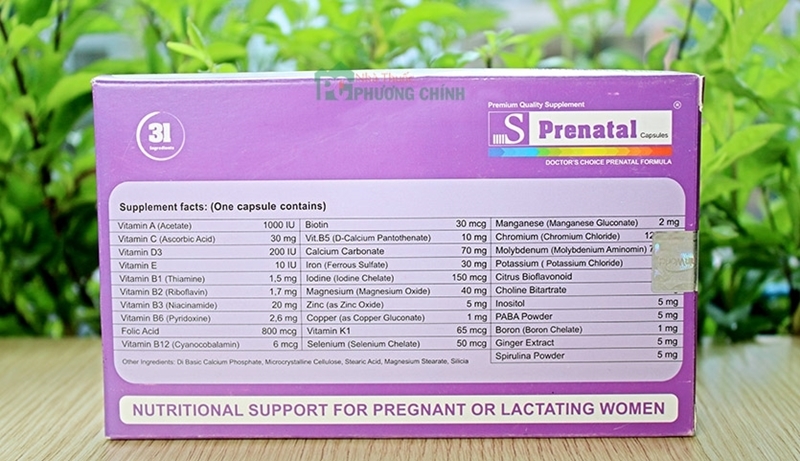 Nhà Thuốc
PHƯƠNG CHÍNH
31
Ingredients
Premium Quality Supplement
®
S Prenatal Capsules
DOCTOR'S CHOICE PRENATAL FORMULA
Supplement facts: (One capsule contains)
Vitamin A (Acetate) 1000 IU
Vitamin C (Ascorbic Acid) 30 mg
Vitamin D3 200 IU
Vitamin E 10 IU
Vitamin B1 (Thiamine) 1,5 mg
Vitamin B2 (Riboflavin) 1,7 mg
Vitamin B3 (Niacinamide) 20 mg
Vitamin B6 (Pyridoxine) 2,6 mg
Folic Acid 800 mcg
Vitamin B12 (Cyanocobalamin) 6 mcg
Biotin 30 mcg
Vit.B5 (D-Calcium Pantothenate) 10 mg
Calcium Carbonate 70 mg
Iron (Ferrous Sulfate) 30 mg
Iodine (Iodine Chelate) 150 mcg
Magnesium (Magnesium Oxide) 40 mg
Zinc (as Zinc Oxide) 5 mg
Copper (as Copper Gluconate) 1 mg
Vitamin K1 65 mcg
Selenium (Selenium Chelate) 50 mcg
Manganese (Manganese Gluconate) 2 mg
Chromium (Chromium Chloride)
Molybdenum (Molybdenium Aminomin)
Potassium ( Potassium Chloride)
Citrus Bioflavonoid
Choline Bitartrate
Inositol 5 mg
PABA Powder 5 mg
Boron (Boron Chelate) 1 mg
Ginger Extract 5 mg
Spirulina Powder 5 mg
Other Ingredients: Di Basic Calcium Phosphate, Microcrystalline Cellulose, Stearic Acid, Magnesium Stearate, Silicia
NUTRITIONAL SUPPORT FOR PREGNANT OR LACTATING WOMEN